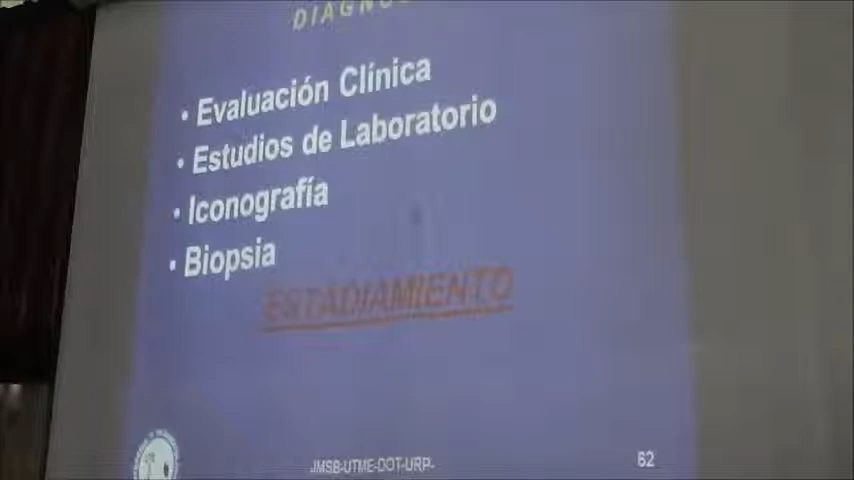 • Evaluación Clínica
• Estudios de Laboratorio
• Iconografía
• Biopsia
ESTADIAMIENTO
JMSB-UTME-DOT-URP-
62